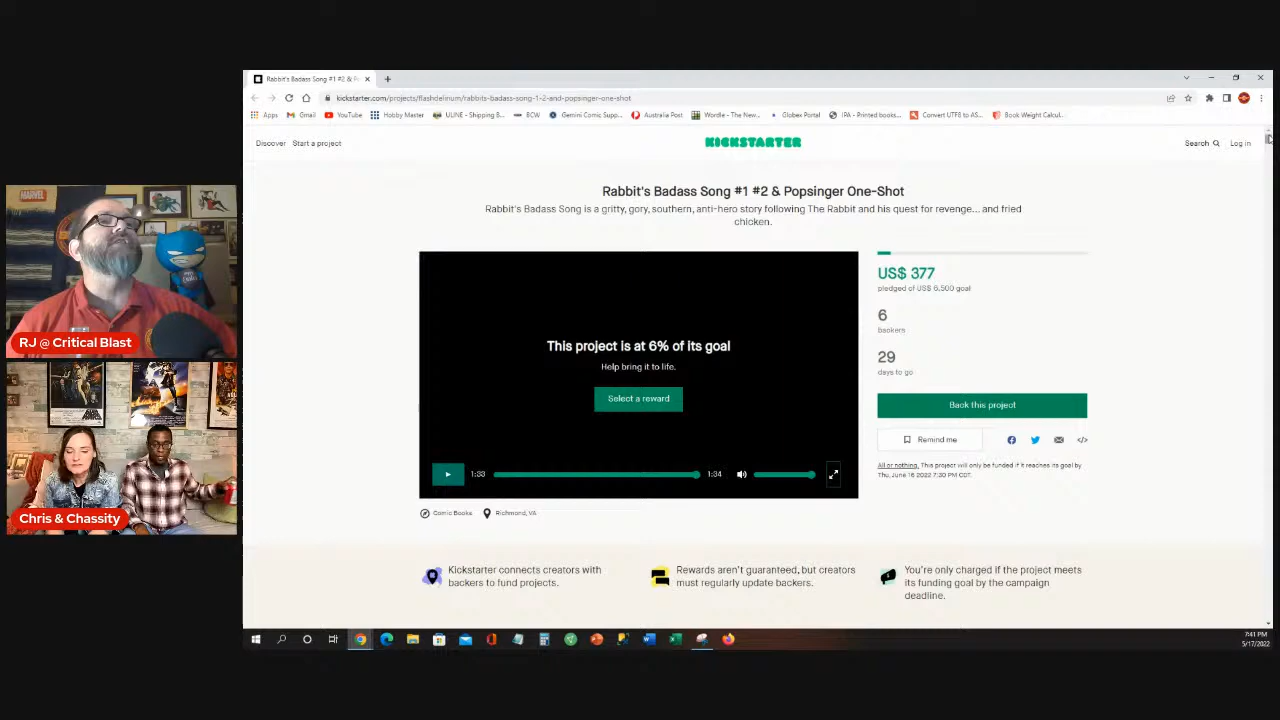 Rabbit's Badass Song #1 #2 & P
kickstarter.com/projects/flashdelirium/rabbits-badass-song-1-2-and-popsinger-one-shot
Apps Gmail YouTube Hobby Master ULINE - Shipping B... BCW Gemini Comic Supp... Australia Post Wordle - The New... Globex Portal IPA - Printed books... Convert UTF8 to AS... Book Weight Calcul...
Discover Start a project KICKSTARTER Search Log in
Rabbit's Badass Song #1 #2 & Popsinger One-Shot
Rabbit's Badass Song is a gritty, gory, southern, anti-hero story following The Rabbit and his quest for revenge... and fried
chicken.
This project is at 6% of its goal
Help bring it to life.
Select a reward
1:33 1:34
Comic Books Richmond, VA
US$ 377
pledged of US$ 6,500 goal
6
backers
29
days to go
Back this project
Remind me
All or nothing. This project will only be funded if it reaches its goal by
Thu, June 16 2022 7:30 PM CDT.
Kickstarter connects creators with
backers to fund projects.
Rewards aren't guaranteed, but creators
must regularly update backers.
You're only charged if the project meets
its funding goal by the campaign
deadline.
7:41 PM
5/17/2022
MARVEL
RJ @ Critical Blast
Chris & Chassity